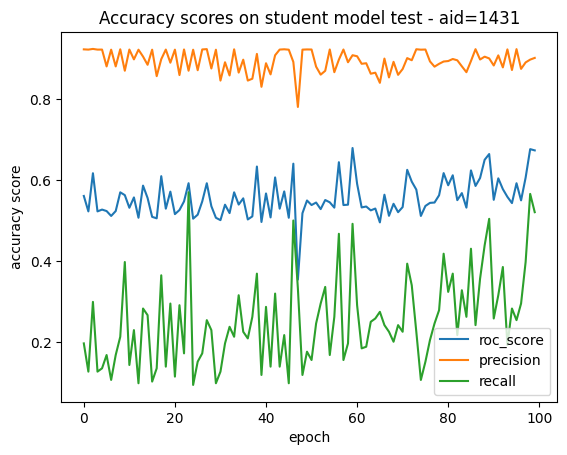 Accuracy scores on student model test - aid=1431
accuracy score
0.8
0.6
0.4
0.2
0
20
40
60
80
100
epoch
roc_score
precision
recall